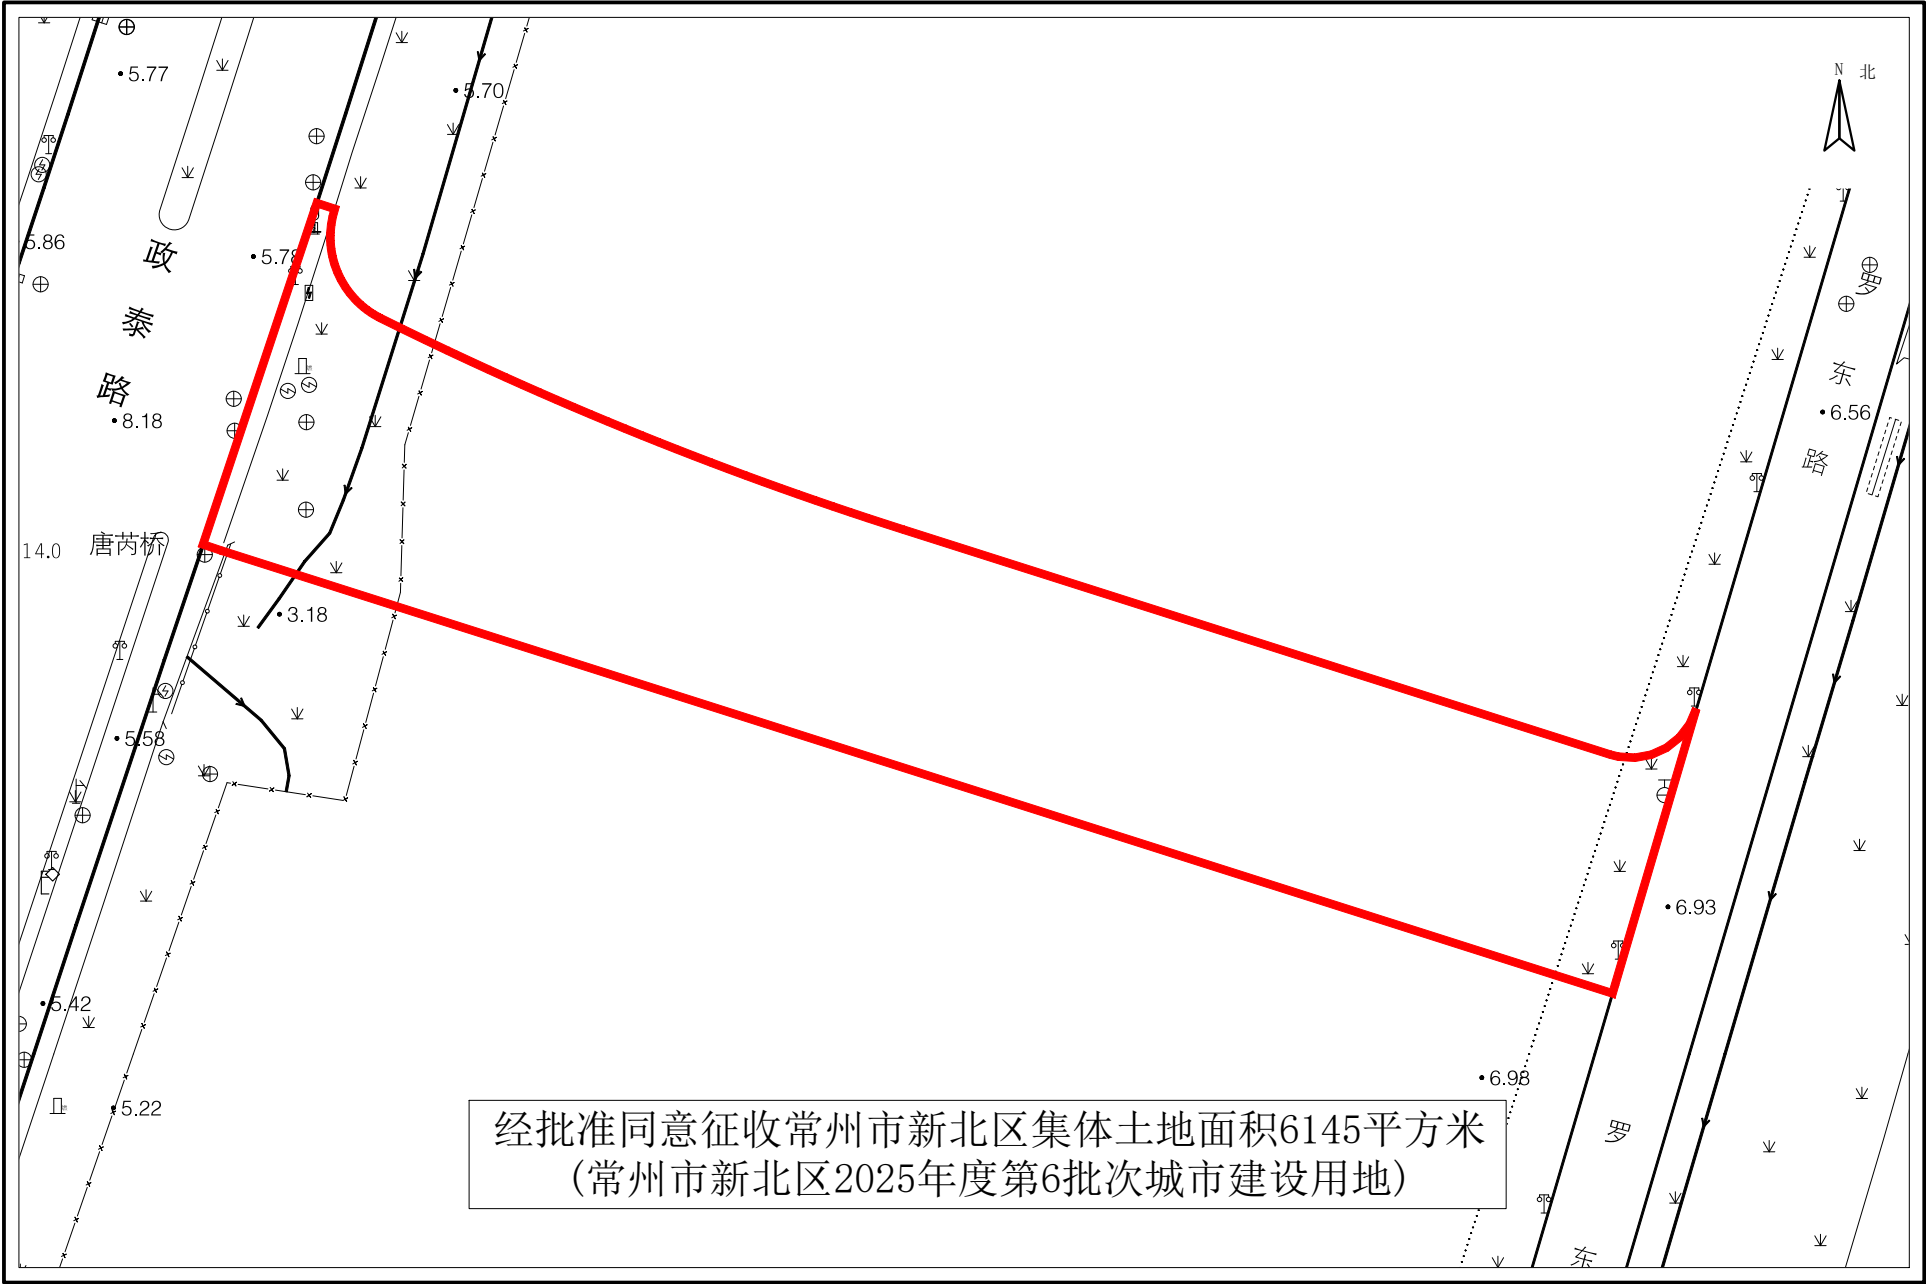 N 北
5.77
5.70
5.86
政泰路
5.78
罗东路
6.56
8.18
14.0
唐芮桥
3.18
5.58
6.93
5.42
6.98
5.22
经批准同意征收常州市新北区集体土地面积6145平方米
(常州市新北区2025年度第6批次城市建设用地)
罗东